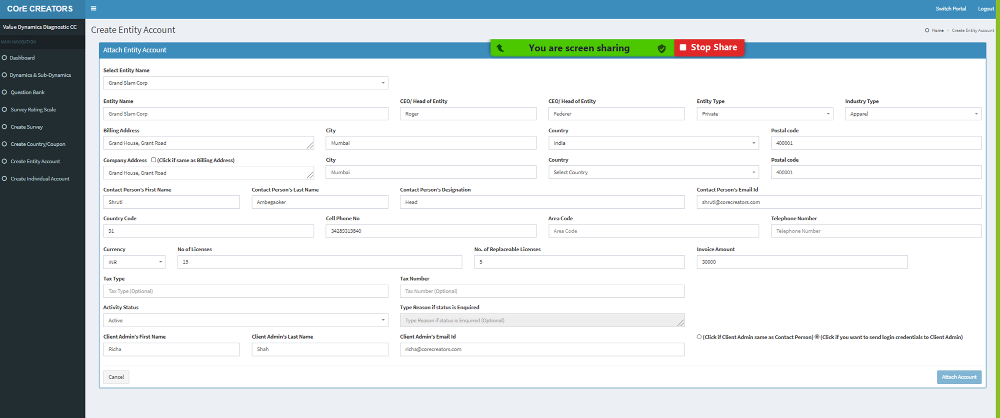 COrE CREATORS
Switch Portal Logout
Value Dynamics Diagnostic CC
MAIN NAVIGATION
Dashboard
Dynamics & Sub-Dynamics
Question Bank
Survey Rating Scale
Create Survey
Create Country/Coupon
Create Entity Account
Create Individual Account
Create Entity Account
Home > Create Entity Account
Attach Entity Account
You are screen sharing Stop Share
Select Entity Name
Grand Slam Corp
Entity Name CEO/ Head of Entity CEO/ Head of Entity Entity Type Industry Type
Grand Slam Corp Roger Federer Private Apparel
Billing Address City Country Postal code
Grand House, Grant Road Mumbai India 400001
Company Address (Click if same as Billing Address) City Country Postal code
Grand House, Grant Road Mumbai Select Country 400001
Contact Person's First Name Contact Person's Last Name Contact Person's Designation Contact Person's Email Id
Shruti Ambegaoker Head shruti@corecreators.com
Country Code Cell Phone No Area Code Telephone Number
91 34289319840 Area Code Telephone Number
Currency No of Licenses No. of Replaceable Licenses Invoice Amount
INR 15 5 30000
Tax Type Tax Number
Tax Type (Optional) Tax Number (Optional)
Activity Status Type Reason if status is Enquired
Active Type Reason if status is Enquired (Optional)
Client Admin's First Name Client Admin's Last Name Client Admin's Email Id (Click if Client Admin same as Contact Person) (Click if you want to send login credentials to Client Admin)
Richa Shah richa@corecreators.com
Cancel Attach Account